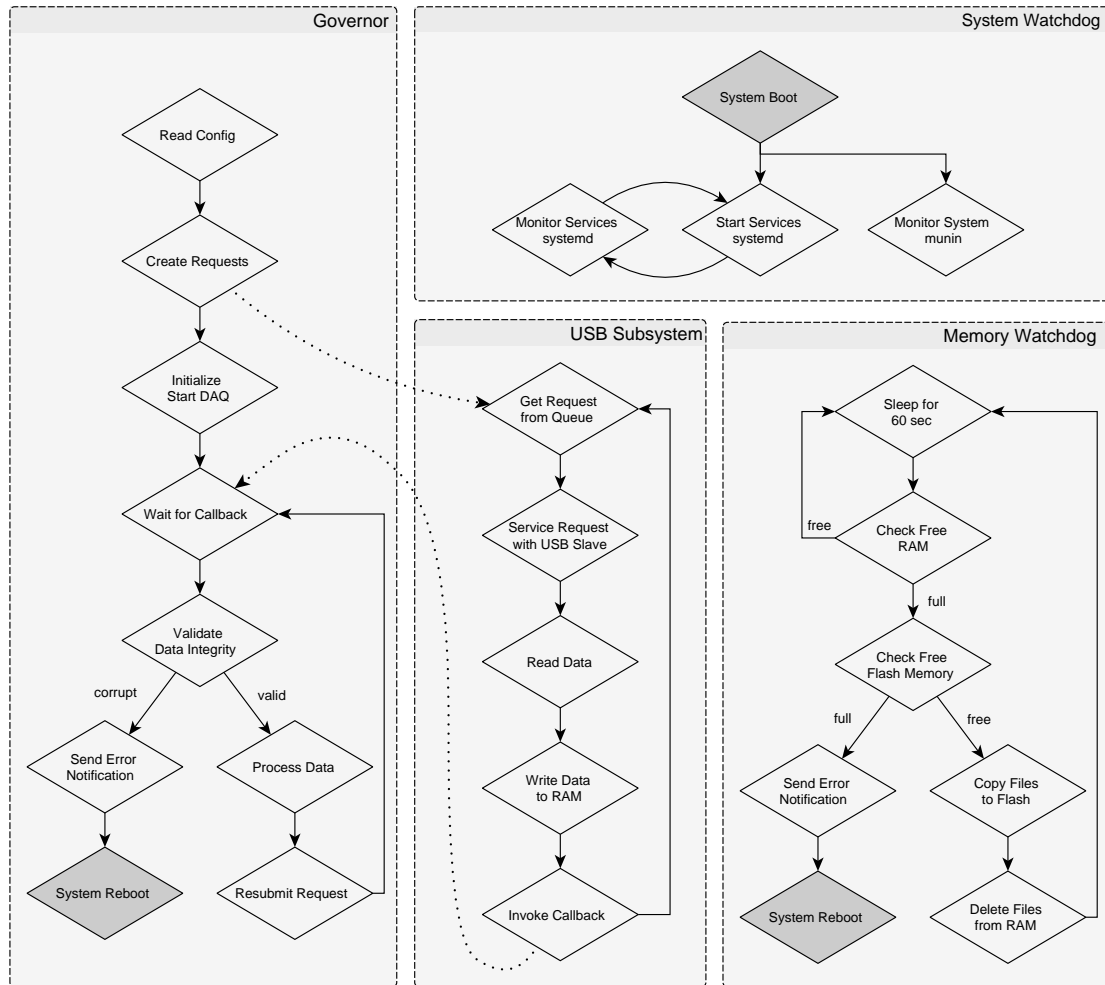 Governor
Read Config
Create Requests
Initialize
Start DAQ
Wait for Callback
Validate
Data Integrity
corrupt
valid
Send Error
Notification
Process Data
System Reboot
Resubmit Request
System Watchdog
System Boot
Monitor Services
systemd
Start Services
systemd
Monitor System
munin
USB Subsystem
Get Request
from Queue
Service Request
with USB Slave
Read Data
Write Data
to RAM
Invoke Callback
Memory Watchdog
Sleep for
60 sec
free
Check Free
RAM
full
Check Free
Flash Memory
full
free
Send Error
Notification
Copy Files
to Flash
System Reboot
Delete Files
from RAM